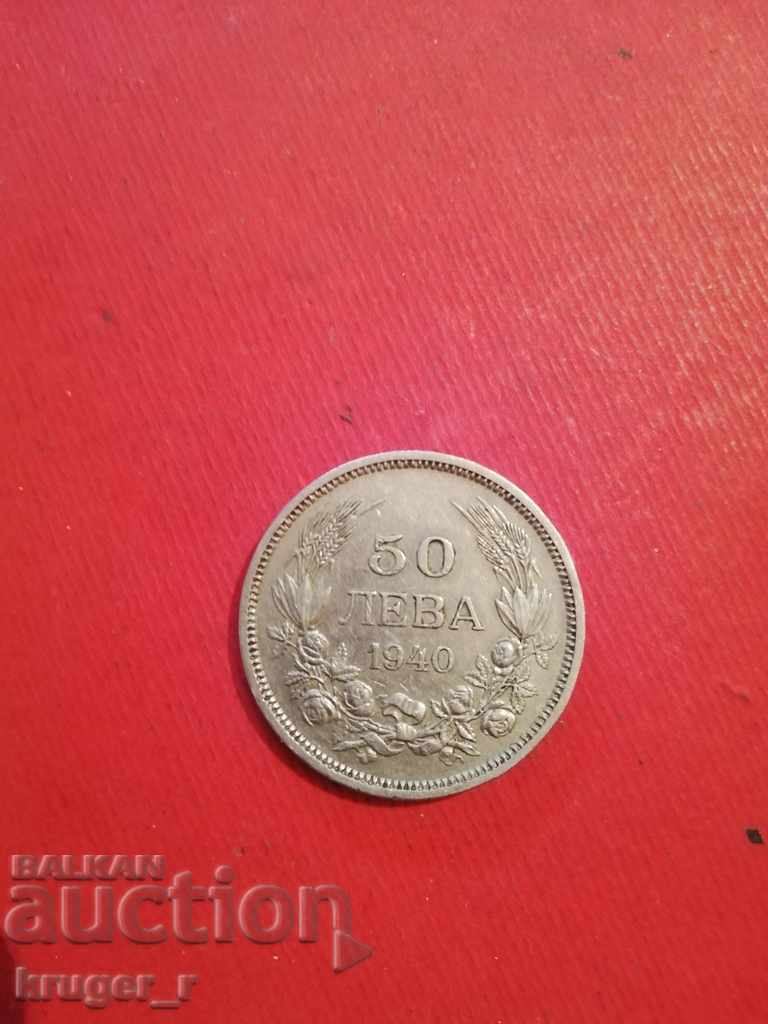 50
ЛЕВА
1940
BALKAN
auction
kruger_r